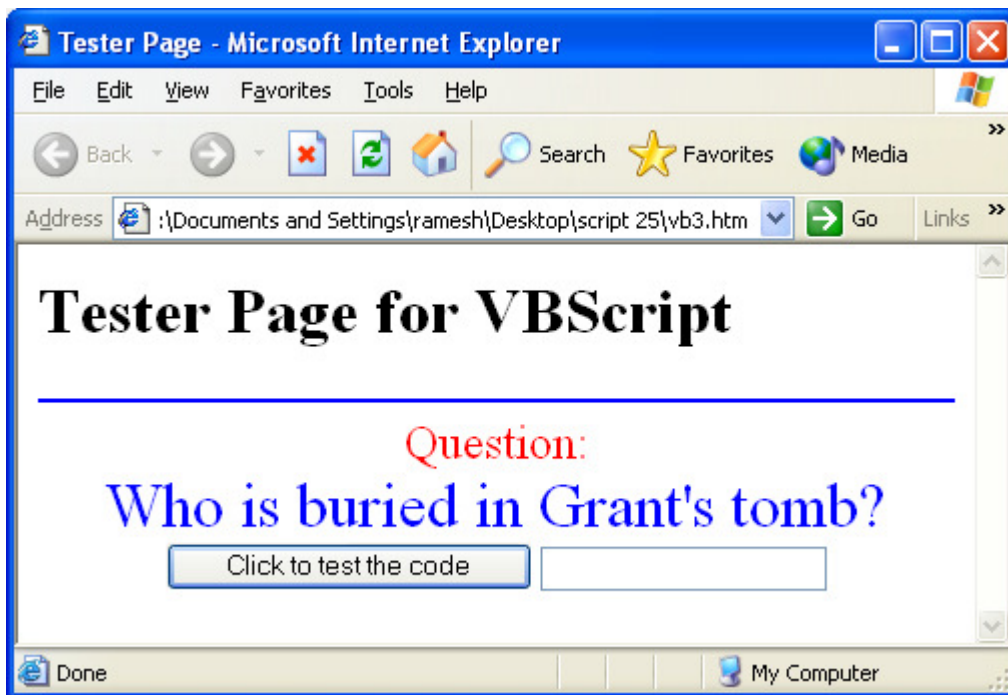 Tester Page - Microsoft Internet Explorer
File Edit View Favorites Tools Help
Back Search Favorites Media »
Address :\Documents and Settings\ramesh\Desktop\script 25\vb3.htm Go Links »
Tester Page for VBScript
Question:
Who is buried in Grant's tomb?
Click to test the code
Done My Computer